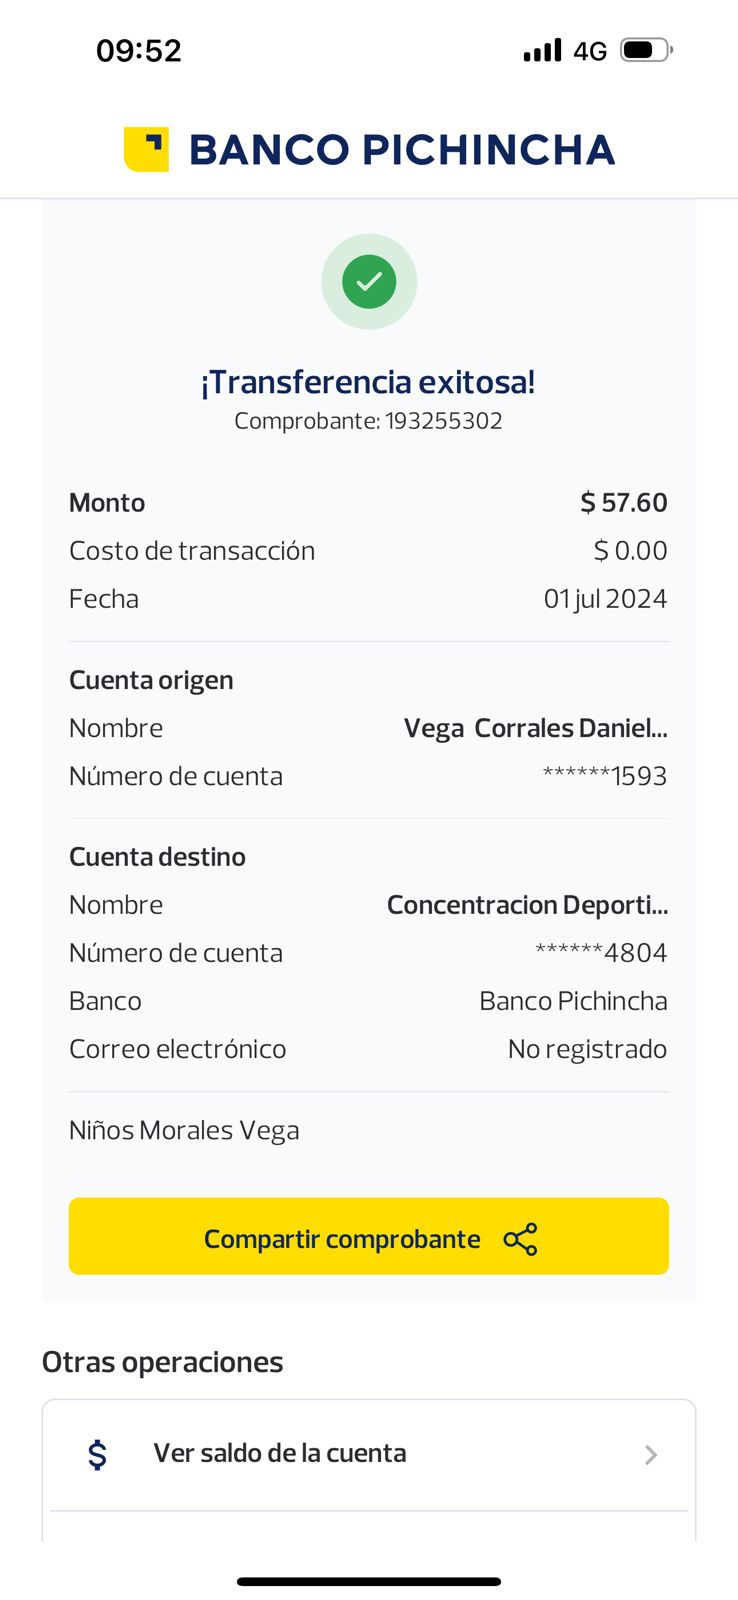 09:52
4G
BANCO PICHINCHA
¡Transferencia exitosa!
Comprobante: 193255302
Monto $ 57.60
Costo de transacción $ 0.00
Fecha 01 jul 2024
Cuenta origen
Nombre Vega  Corrales Daniel...
Número de cuenta ******1593
Cuenta destino
Nombre Concentracion Deporti...
Número de cuenta ******4804
Banco Banco Pichincha
Correo electrónico No registrado
Niños Morales Vega
Compartir comprobante
Otras operaciones
$ Ver saldo de la cuenta